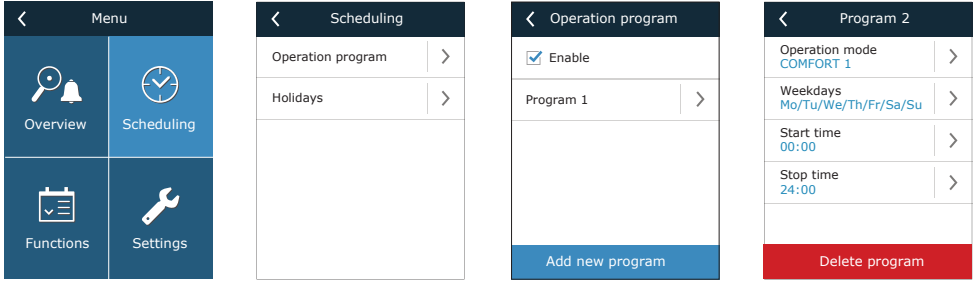 Menu
Overview
Scheduling
Functions
Settings
Scheduling
Operation program
Holidays
Operation program
Enable
Program 1
Add new program
Program 2
Operation mode
COMFORT 1
Weekdays
Mo/Tu/We/Th/Fr/Sa/Su
Start time
00:00
Stop time
24:00
Delete program